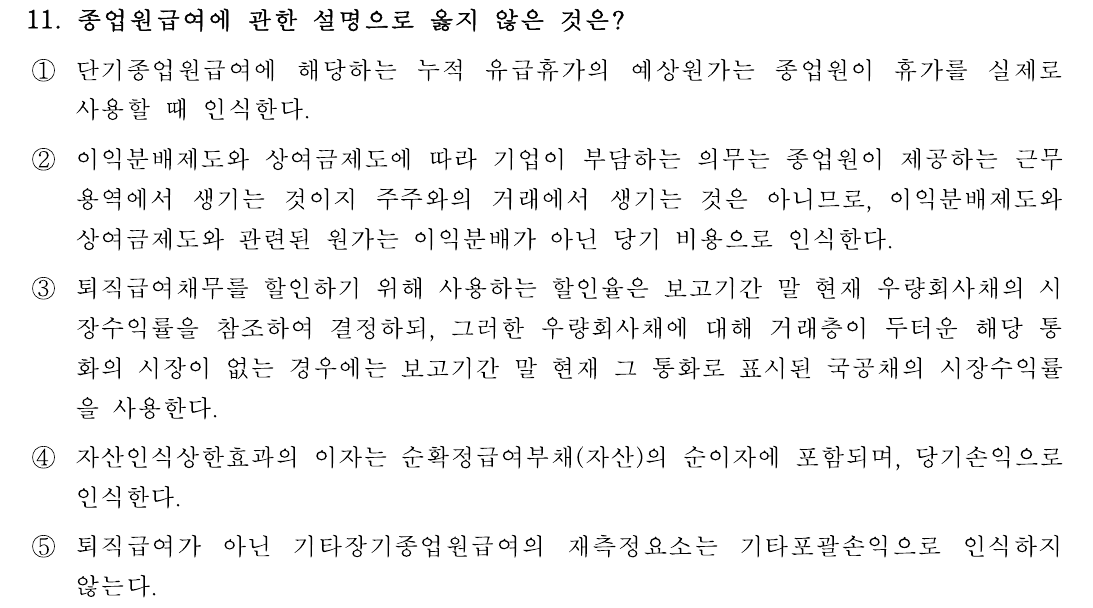 11. 종업원급여에 관한 설명으로 옳지 않은 것은?
① 단기종업원급여에 해당하는 누적 유급휴가의 예상원가는 종업원이 휴가를 실제로
사용할 때 인식한다.
② 이익분배제도와 상여금제도에 따라 기업이 부담하는 의무는 종업원이 제공하는 근무
용역에서 생기는 것이지 주주와의 거래에서 생기는 것은 아니므로, 이익분배제도와
상여금제도와 관련된 원가는 이익분배가 아닌 당기 비용으로 인식한다.
③ 퇴직급여채무를 할인하기 위해 사용하는 할인율은 보고기간 말 현재 우량회사채의 시
장수익률을 참조하여 결정하되, 그러한 우량회사채에 대해 거래층이 두터운 해당 통
화의 시장이 없는 경우에는 보고기간 말 현재 그 통화로 표시된 국공채의 시장수익률
을 사용한다.
④ 자산인식상한효과의 이자는 순확정급여부채(자산)의 순이자에 포함되며, 당기손익으로
인식한다.
⑤ 퇴직급여가 아닌 기타장기종업원급여의 재측정요소는 기타포괄손익으로 인식하지
않는다.